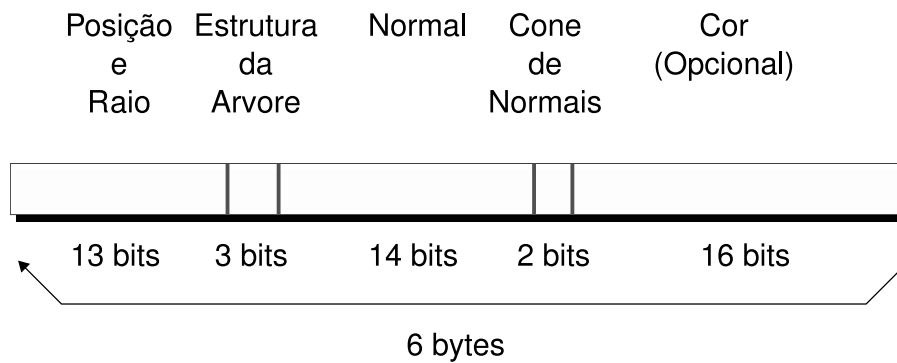 Posição Estrutura Normal Cone Cor
e da de (Opcional)
Raio Arvore Normais
13 bits 3 bits 14 bits 2 bits 16 bits
6 bytes